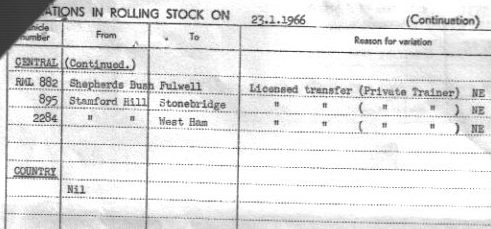 ATIONS IN ROLLING STOCK ON 23.1.1966 (Continuation)
number From To Reason for variation
CENTRAL (Continued.)
RML 882 Shepherds Bush Fulwell Licensed transfer (Private Trainer) NE
895 Stamford Hill Stonebridge " " ( " " ) NE
2284 " " West Ham " " ( " " ) NE
COUNTRY
Nil